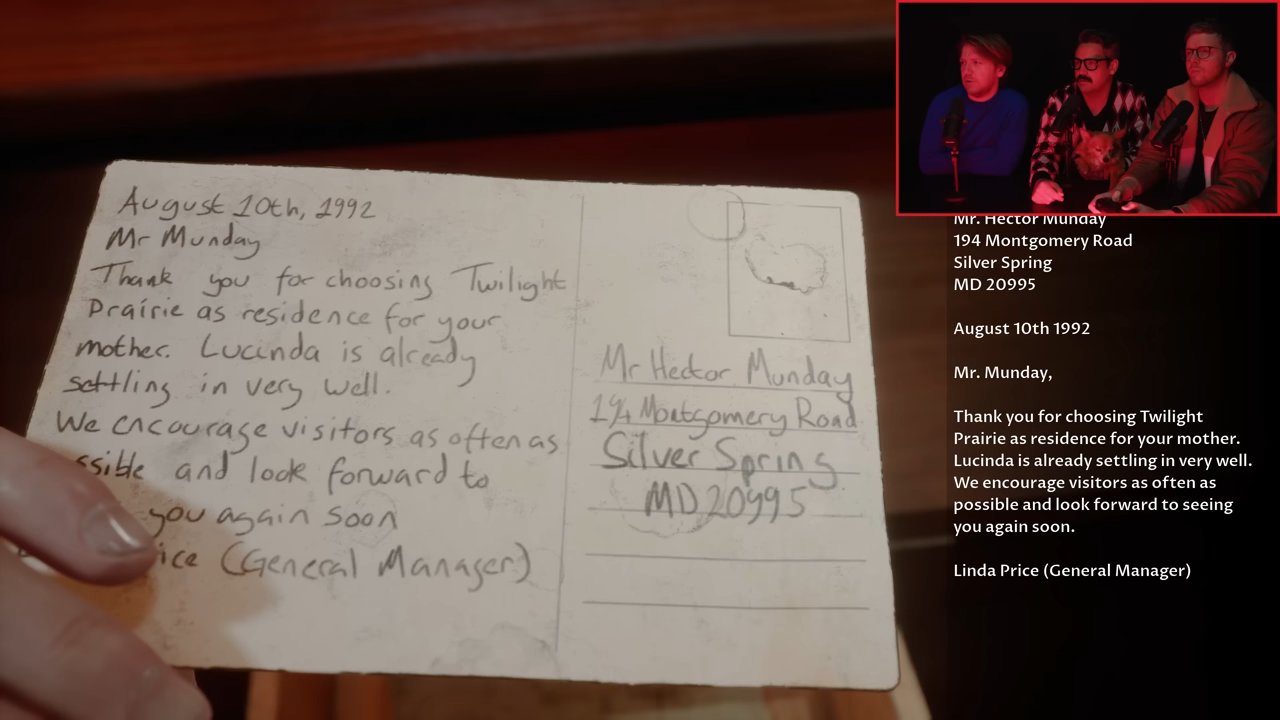 August 10th, 1992
Mr Munday
Thank you for choosing Twilight
Prairie as residence for your
mother. Lucinda is already
settling in very well.
We encourage visitors as often as
ssible and look forward to
you again soon
ice (General Manager)
Mr Hector Munday
194 Montgomery Road
Silver Spring
MD 20995
Mr. Hector Munday
194 Montgomery Road
Silver Spring
MD 20995
August 10th 1992
Mr. Munday,
Thank you for choosing Twilight
Prairie as residence for your mother.
Lucinda is already settling in very well.
We encourage visitors as often as
possible and look forward to seeing
you again soon.
Linda Price (General Manager)